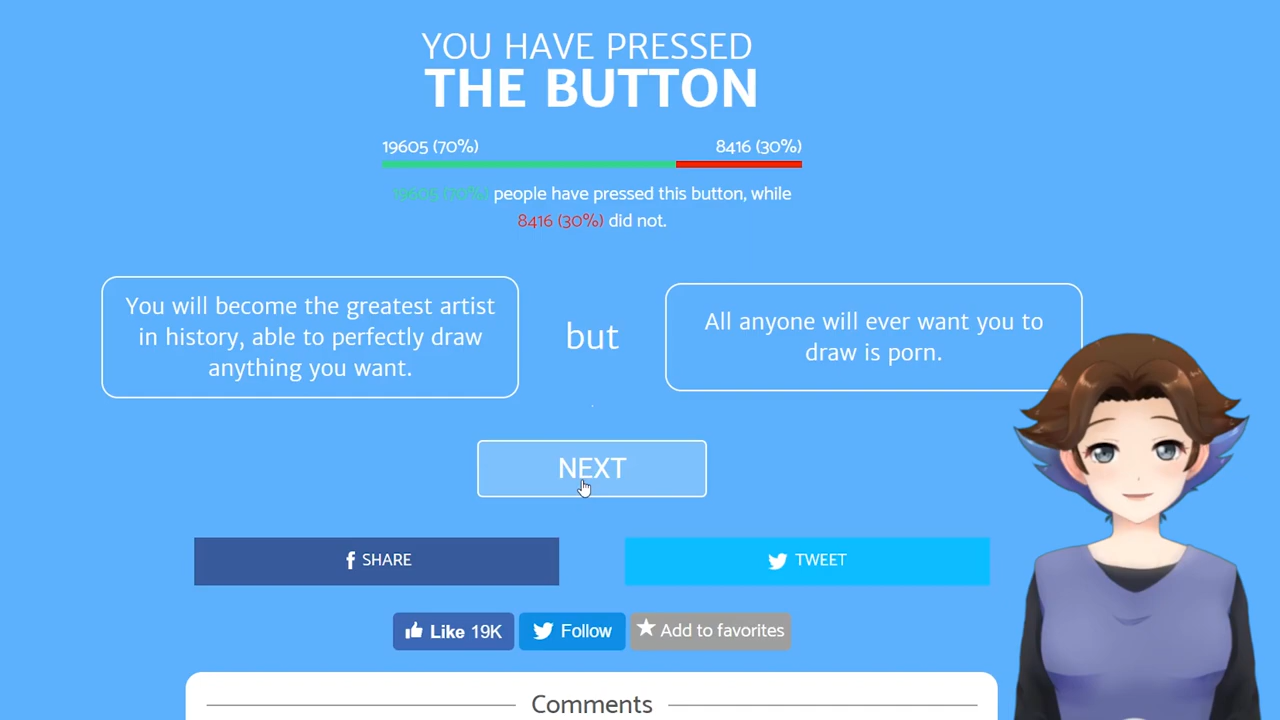 YOU HAVE PRESSED
THE BUTTON
19605 (70%) 8416 (30%)
19605 (70%) people have pressed this button, while
8416 (30%) did not.
You will become the greatest artist
in history, able to perfectly draw
anything you want.
but
All anyone will ever want you to
draw is porn.
NEXT
SHARE
TWEET
Like 19K
Follow
Add to favorites
Comments